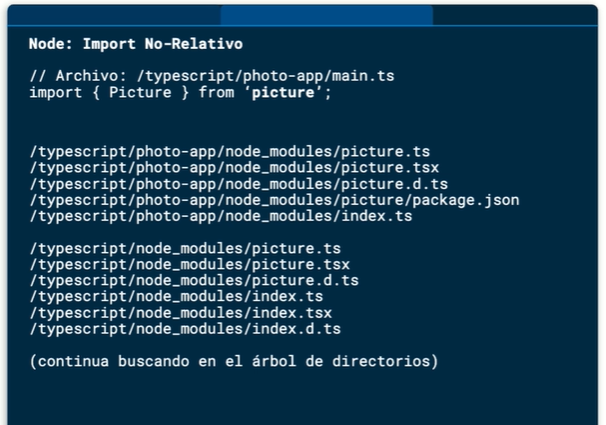 Node: Import No-Relativo
// Archivo: /typescript/photo-app/main.ts
import { Picture } from ‘picture’;
/typescript/photo-app/node_modules/picture.ts
/typescript/photo-app/node_modules/picture.tsx
/typescript/photo-app/node_modules/picture.d.ts
/typescript/photo-app/node_modules/picture/package.json
/typescript/photo-app/node_modules/index.ts
/typescript/node_modules/picture.ts
/typescript/node_modules/picture.tsx
/typescript/node_modules/picture.d.ts
/typescript/node_modules/index.ts
/typescript/node_modules/index.tsx
/typescript/node_modules/index.d.ts
(continua buscando en el árbol de directorios)